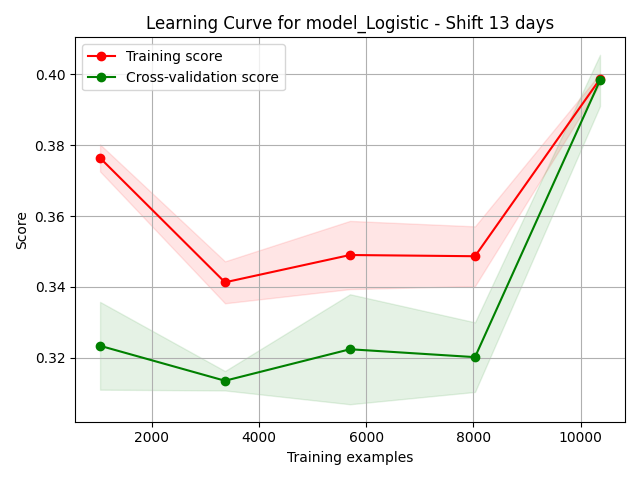 Learning Curve for model_Logistic - Shift 13 days
Training score
Cross-validation score
0.40
0.38
0.36
0.34
0.32
Score
2000
4000
6000
8000
10000
Training examples